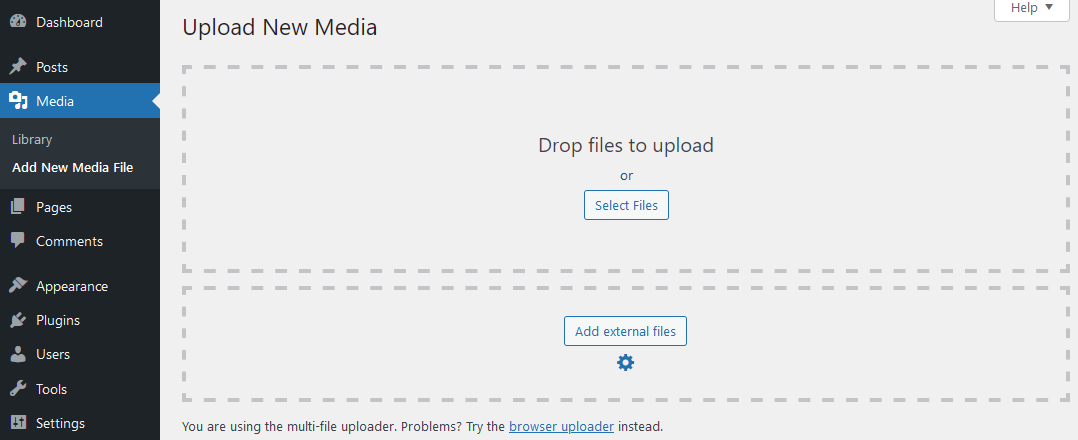 Dashboard
Posts
Media
Library
Add New Media File
Pages
Comments
Appearance
Plugins
Users
Tools
Settings
Help
Upload New Media
Drop files to upload
or
Select Files
Add external files
You are using the multi-file uploader. Problems? Try the browser uploader instead.